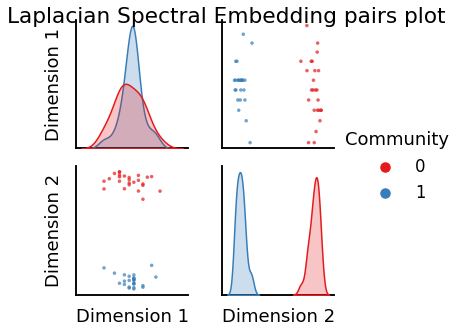 Laplacian Spectral Embedding pairs plot
Dimension 1
Community
0
1
Dimension 2
Dimension 1
Dimension 2